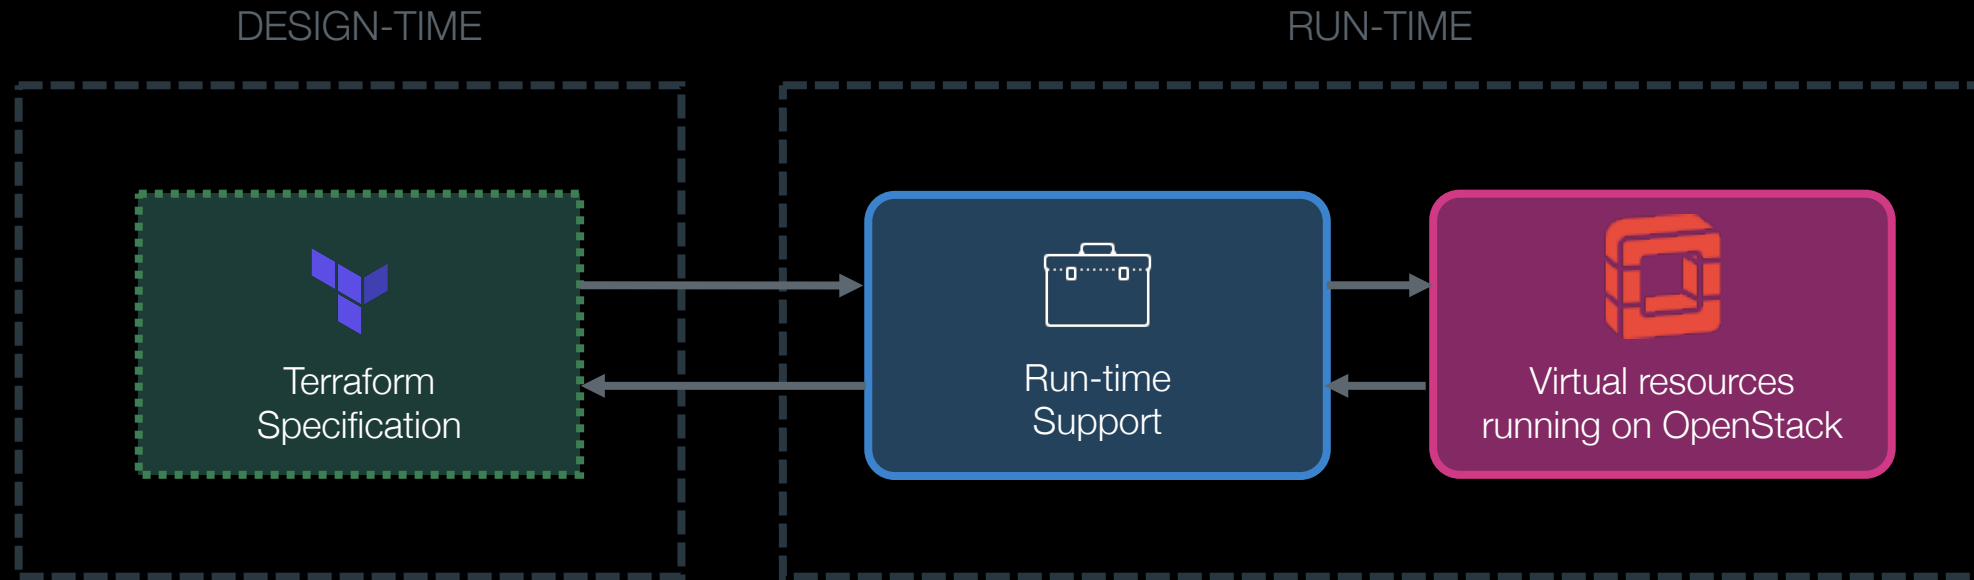 DESIGN-TIME
RUN-TIME
Terraform
Specification
Run-time
Support
Virtual resources
running on OpenStack